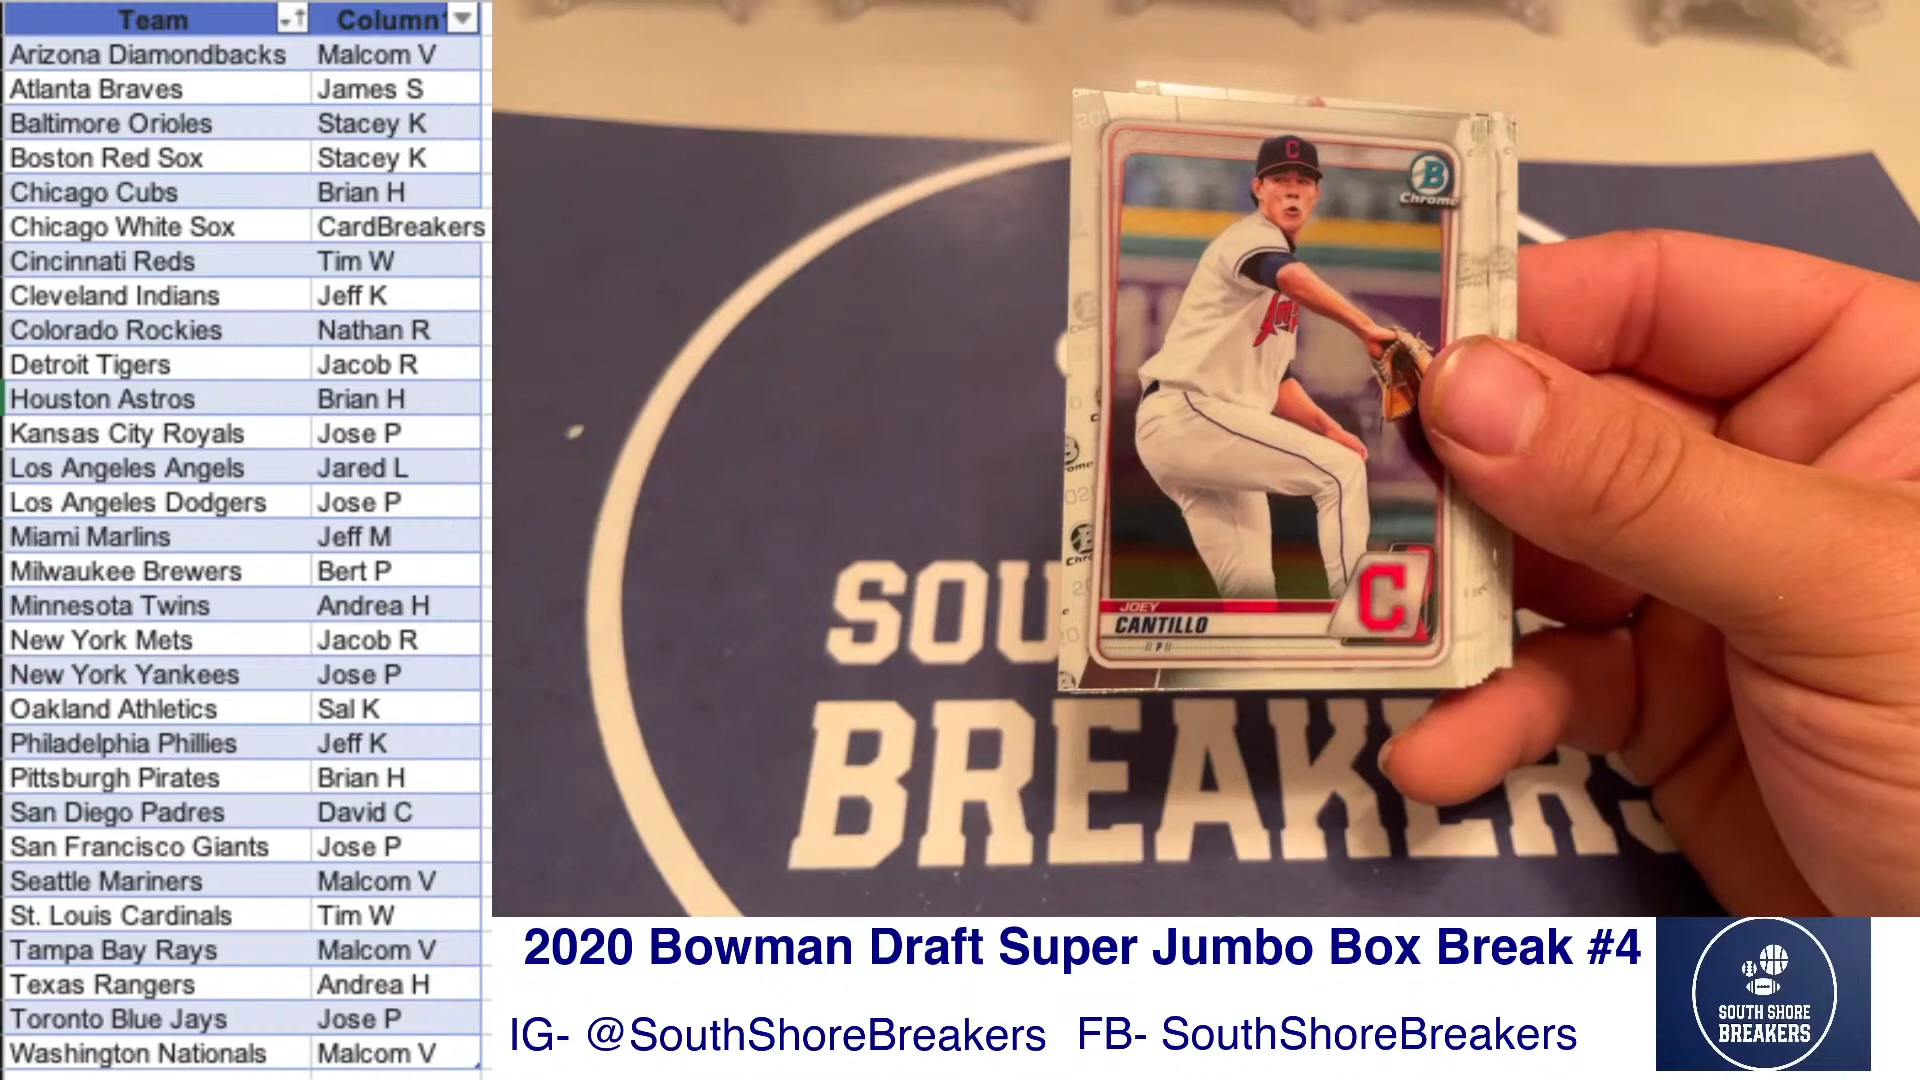 Team Column
Arizona Diamondbacks Malcom V
Atlanta Braves James S
Baltimore Orioles Stacey K
Boston Red Sox Stacey K
Chicago Cubs Brian H
Chicago White Sox CardBreakers
Cincinnati Reds Tim W
Cleveland Indians Jeff K
Colorado Rockies Nathan R
Detroit Tigers Jacob R
Houston Astros Brian H
Kansas City Royals Jose P
Los Angeles Angels Jared L
Los Angeles Dodgers Jose P
Miami Marlins Jeff M
Milwaukee Brewers Bert P
Minnesota Twins Andrea H
New York Mets Jacob R
New York Yankees Jose P
Oakland Athletics Sal K
Philadelphia Phillies Jeff K
Pittsburgh Pirates Brian H
San Diego Padres David C
San Francisco Giants Jose P
Seattle Mariners Malcom V
St. Louis Cardinals Tim W
Tampa Bay Rays Malcom V
Texas Rangers Andrea H
Toronto Blue Jays Jose P
Washington Nationals Malcom V
C
B
Chrome
C
JOEY
CANTILLO
P
SOU
BREAKERS
2020 Bowman Draft Super Jumbo Box Break #4
IG- @SouthShoreBreakers FB- SouthShoreBreakers
SOUTH SHORE
BREAKERS